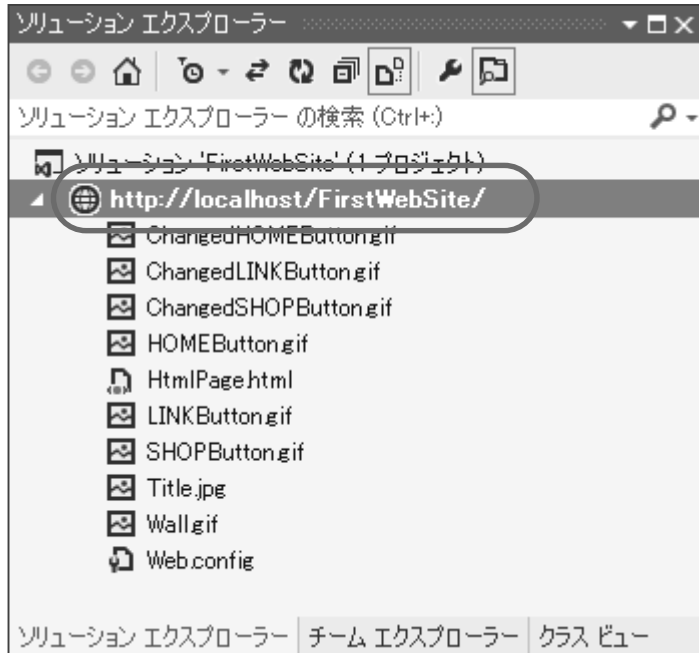 ソリューション エクスプローラー
ソリューション エクスプローラー の検索 (Ctrl+:)
ソリューション 'FirstWebSite' (1 プロジェクト)
http://localhost/FirstWebSite/
ChangedHOMEButton.gif
ChangedLINKButton.gif
ChangedSHOPButton.gif
HOMEButton.gif
HtmlPage.html
LINKButton.gif
SHOPButton.gif
Title.jpg
Wall.gif
Web.config
ソリューション エクスプローラー チーム エクスプローラー クラス ビュー